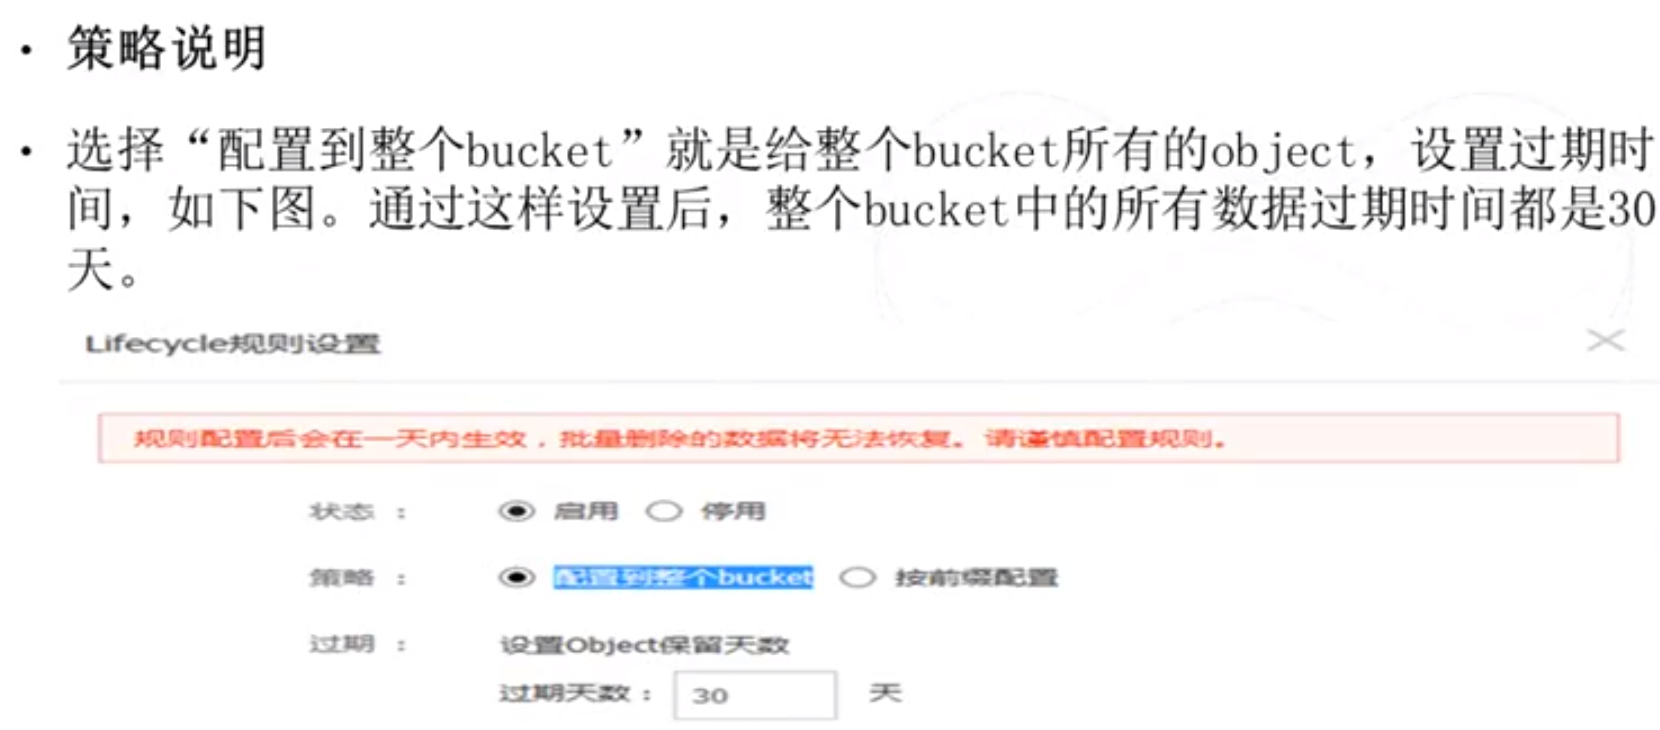 • 策略说明
• 选择“配置到整个bucket”就是给整个bucket所有的object，设置过期时
间，如下图。通过这样设置后，整个bucket中的所有数据过期时间都是30
天。
Lifecycle规则设置
规则配置后会在一天内生效，批量删除的数据将无法恢复。请谨慎配置规则。
状态： 启用 停用
策略： 配置到整个bucket 按前缀配置
过期： 设置Object保留天数
过期天数： 30 天